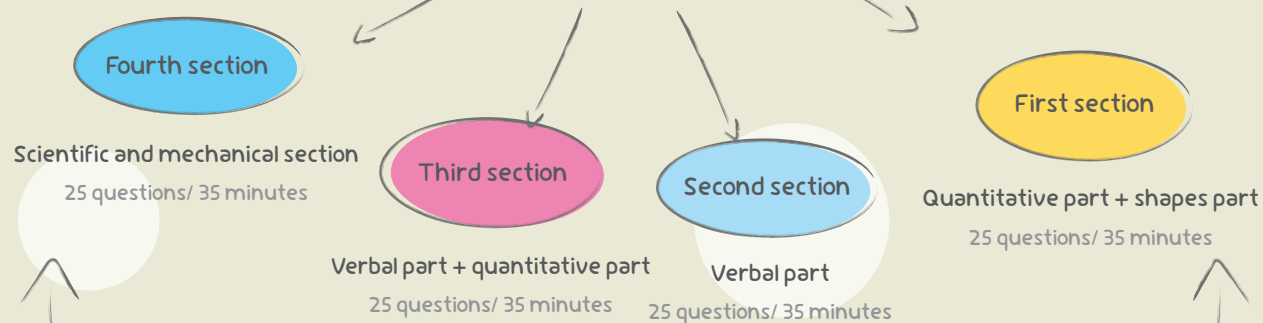 Fourth section
Scientific and mechanical section
25 questions/ 35 minutes
Third section
Verbal part + quantitative part
25 questions/ 35 minutes
Second section
Verbal part
25 questions/ 35 minutes
First section
Quantitative part + shapes part
25 questions/ 35 minutes